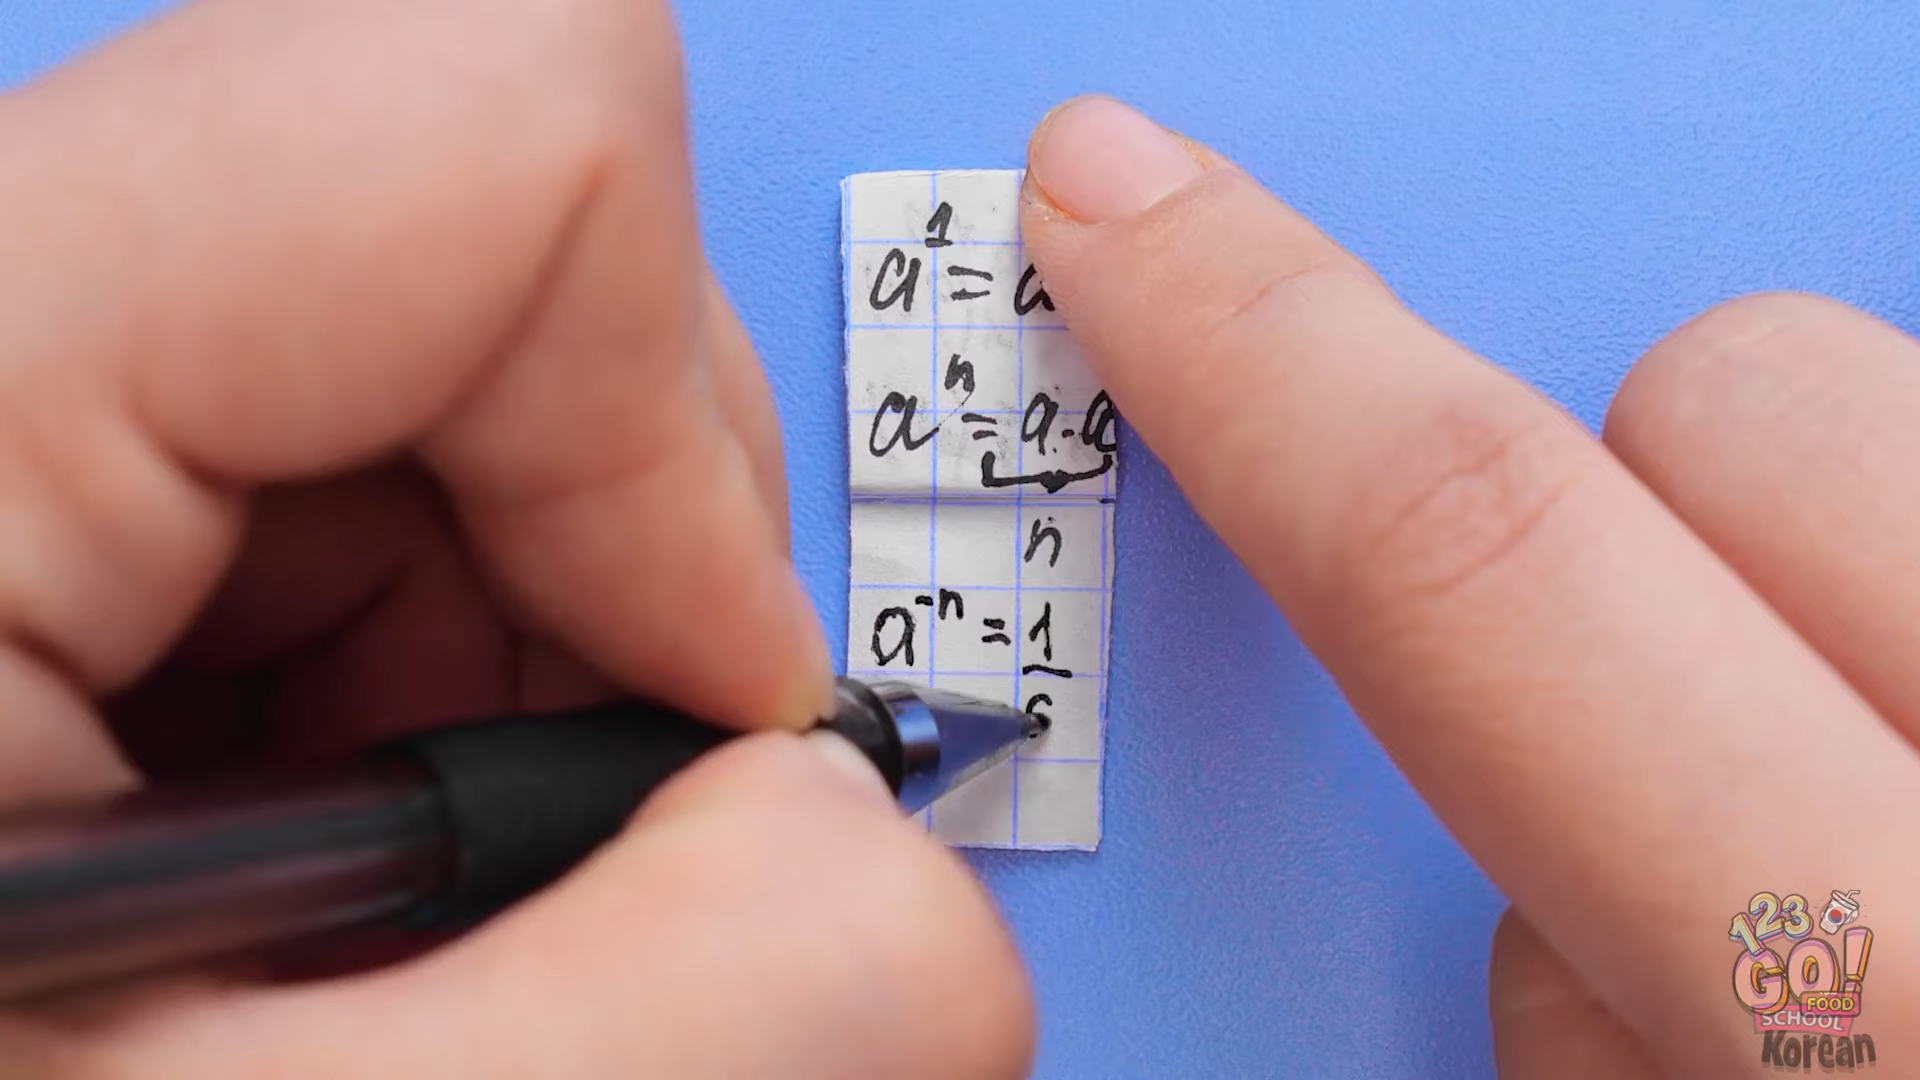 a¹ = a
aⁿ = a·a
n
a⁻ⁿ = 1
123
GO!
FOOD
SCHOOL
Korean